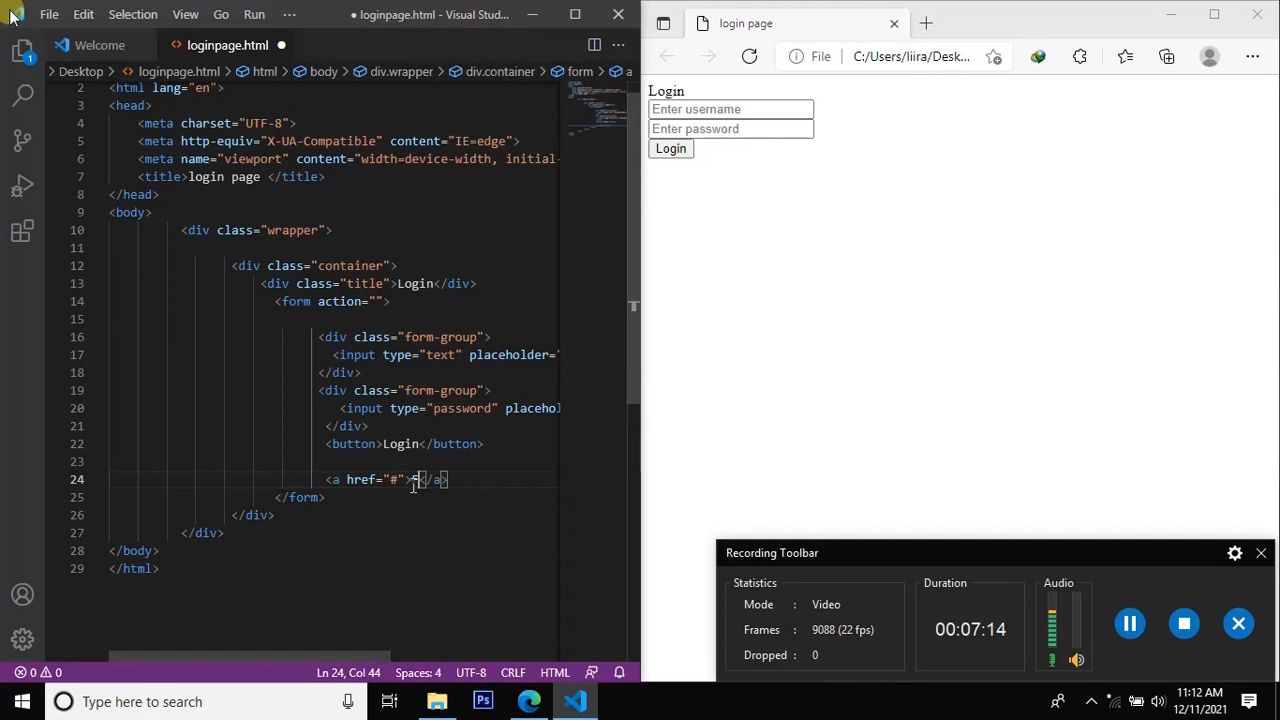 File Edit Selection View Go Run ··· ● loginpage.html - Visual Stud...
Welcome
loginpage.html ●
Desktop > loginpage.html > html > body > div.wrapper > div.container > form > a
2 <html lang="en">
3 <head>
4 <meta charset="UTF-8">
5 <meta http-equiv="X-UA-Compatible" content="IE=edge">
6 <meta name="viewport" content="width=device-width, initial-
7 <title>login page </title>
8 </head>
9 <body>
10 <div class="wrapper">
11
12 <div class="container">
13 <div class="title">Login</div>
14 <form action="">
15
16 <div class="form-group">
17 <input type="text" placeholder="
18 </div>
19 <div class="form-group">
20 <input type="password" placehol
21 </div>
22 <button>Login</button>
23
24 <a href="#"></a>
25 </form>
26 </div>
27 </div>
28 </body>
29 </html>
1
0 0
Ln 24, Col 44 Spaces: 4 UTF-8 CRLF HTML
login page
File C:/Users/liira/Desk...
Login
Enter username
Enter password
Login
Recording Toolbar
Statistics
Mode : Video
Frames : 9088 (22 fps)
Dropped : 0
Duration
00:07:14
Audio
Type here to search
Ps
11:12 AM
12/11/2021